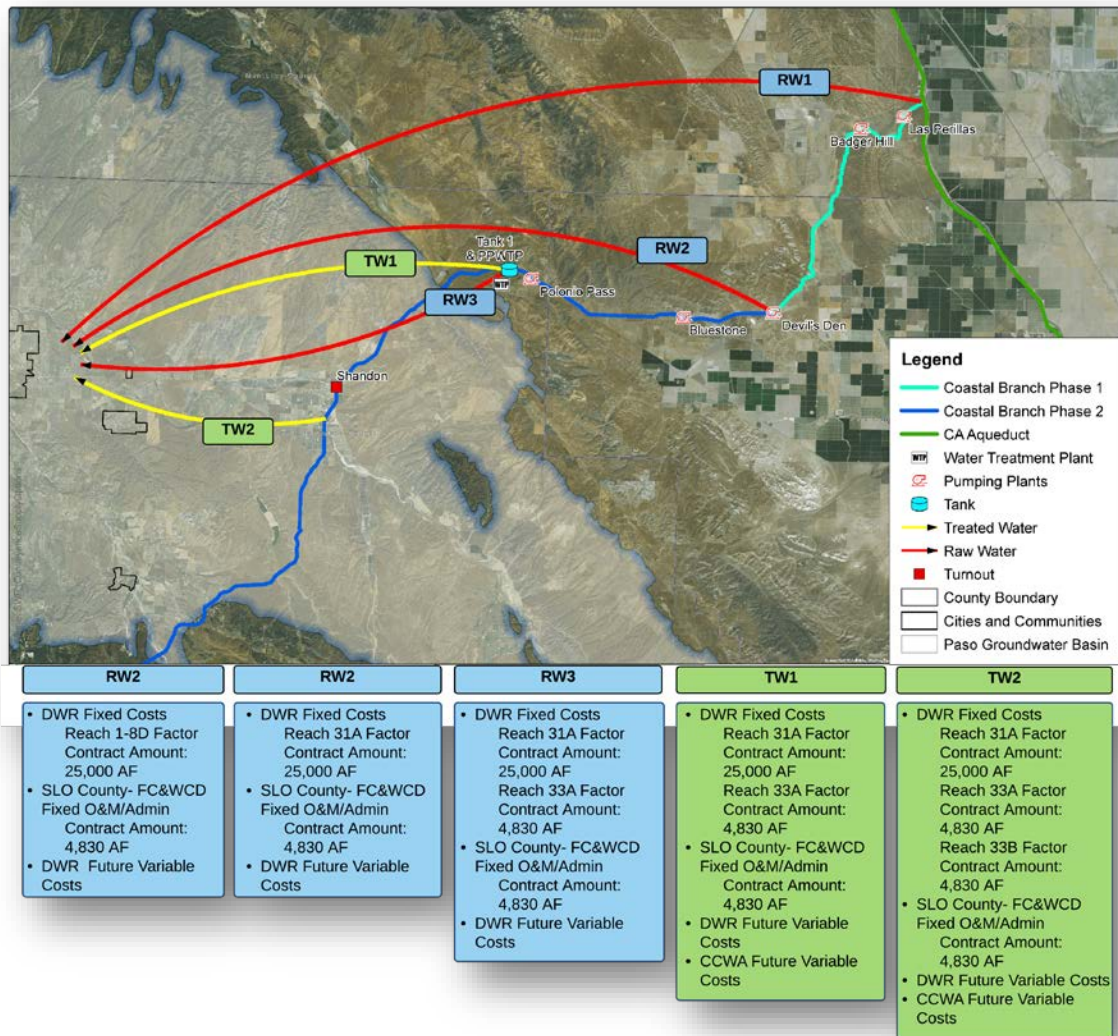 RW1
Las Perillas
Badger Hill
RW2
Tank 1
& PPWTP
TW1
WTP
RW3
Polonio Pass
Bluestone
Devil's Den
Shandon
TW2
Legend
Coastal Branch Phase 1
Coastal Branch Phase 2
CA Aqueduct
WTP
Water Treatment Plant
Pumping Plants
Tank
Treated Water
Raw Water
Turnout
County Boundary
Cities and Communities
Paso Groundwater Basin
RW2
• DWR Fixed Costs
Reach 1-8D Factor
Contract Amount:
25,000 AF
• SLO County- FC&WCD
Fixed O&M/Admin
Contract Amount:
4,830 AF
• DWR Future Variable
Costs
RW2
• DWR Fixed Costs
Reach 31A Factor
Contract Amount:
25,000 AF
• SLO County- FC&WCD
Fixed O&M/Admin
Contract Amount:
4,830 AF
• DWR Future Variable
Costs
RW3
• DWR Fixed Costs
Reach 31A Factor
Contract Amount:
25,000 AF
Reach 33A Factor
Contract Amount:
4,830 AF
• SLO County- FC&WCD
Fixed O&M/Admin
Contract Amount:
4,830 AF
• DWR Future Variable
Costs
TW1
• DWR Fixed Costs
Reach 31A Factor
Contract Amount:
25,000 AF
Reach 33A Factor
Contract Amount:
4,830 AF
• SLO County- FC&WCD
Fixed O&M/Admin
Contract Amount:
4,830 AF
• DWR Future Variable
Costs
• CCWA Future Variable
Costs
TW2
• DWR Fixed Costs
Reach 31A Factor
Contract Amount:
25,000 AF
Reach 33A Factor
Contract Amount:
4,830 AF
Reach 33B Factor
Contract Amount:
4,830 AF
• SLO County- FC&WCD
Fixed O&M/Admin
Contract Amount:
4,830 AF
• DWR Future Variable Costs
• CCWA Future Variable
Costs